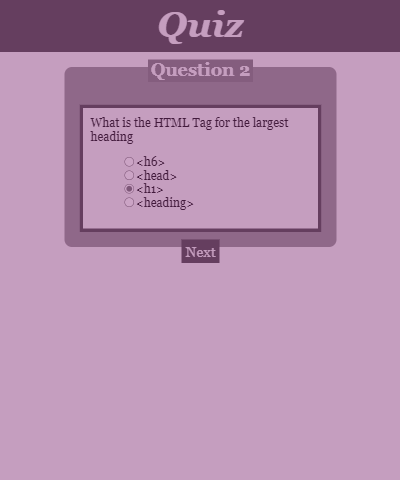 Quiz
Question 2
What is the HTML Tag for the largest
heading
<h6>
<head>
<h1>
<heading>
Next